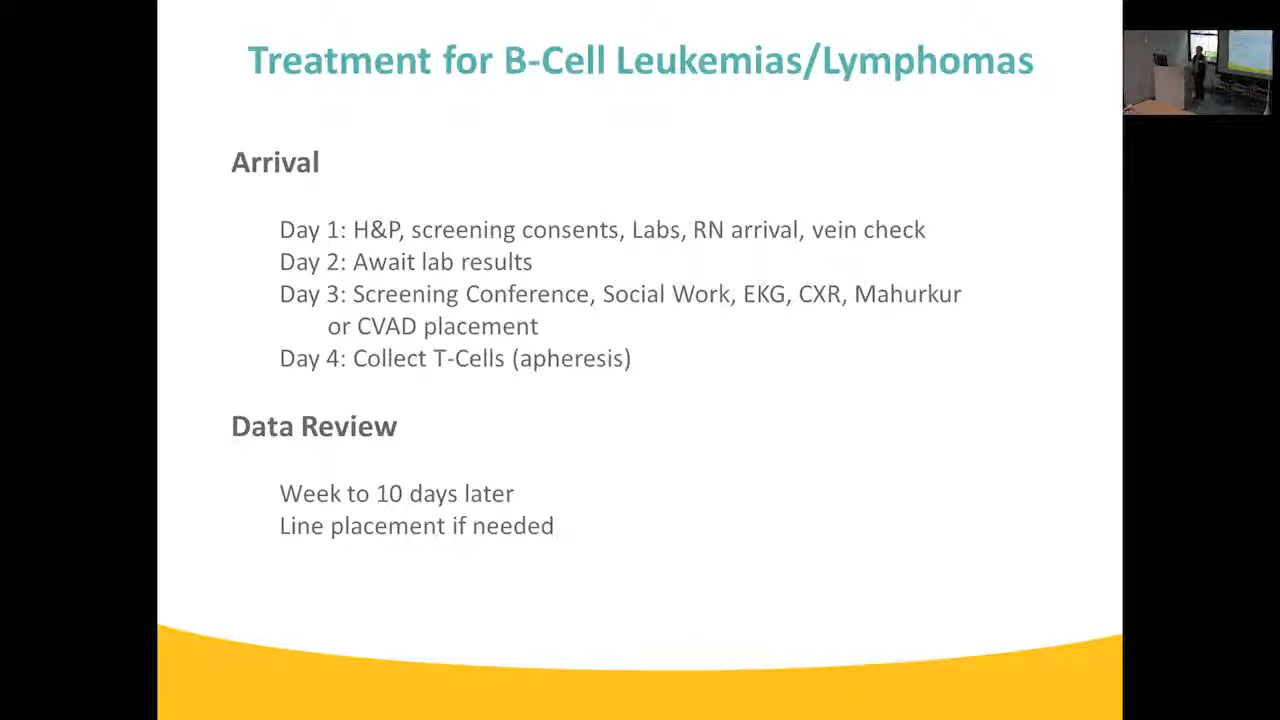 Treatment for B-Cell Leukemias/Lymphomas
Arrival
Day 1: H&P, screening consents, Labs, RN arrival, vein check
Day 2: Await lab results
Day 3: Screening Conference, Social Work, EKG, CXR, Mahurkur
or CVAD placement
Day 4: Collect T-Cells (apheresis)
Data Review
Week to 10 days later
Line placement if needed